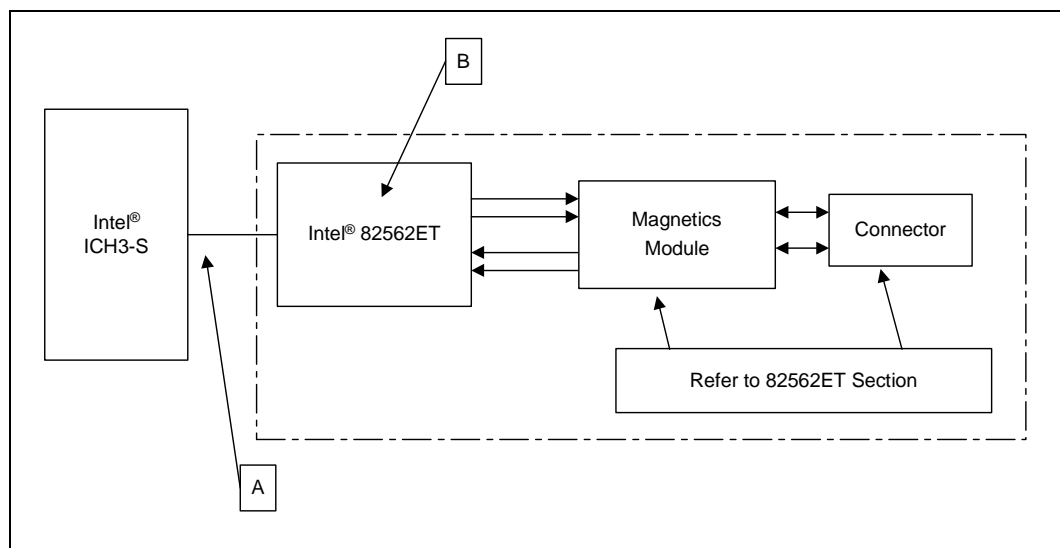 B
Intel®
ICH3-S
Intel® 82562ET
Magnetics
Module
Connector
Refer to 82562ET Section
A